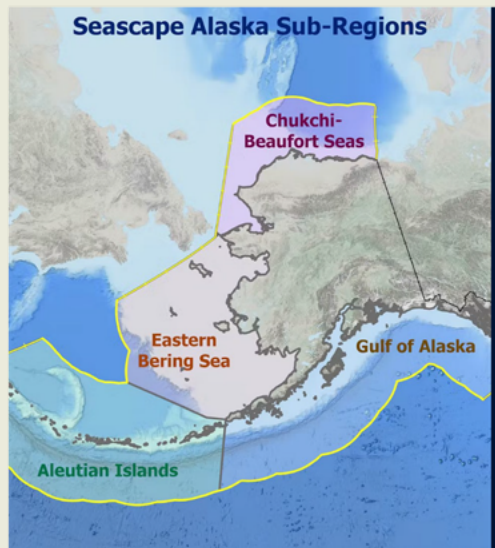 Seascape Alaska Sub-Regions
Chukchi-
Beaufort Seas
Eastern
Bering Sea
Gulf of Alaska
Aleutian Islands